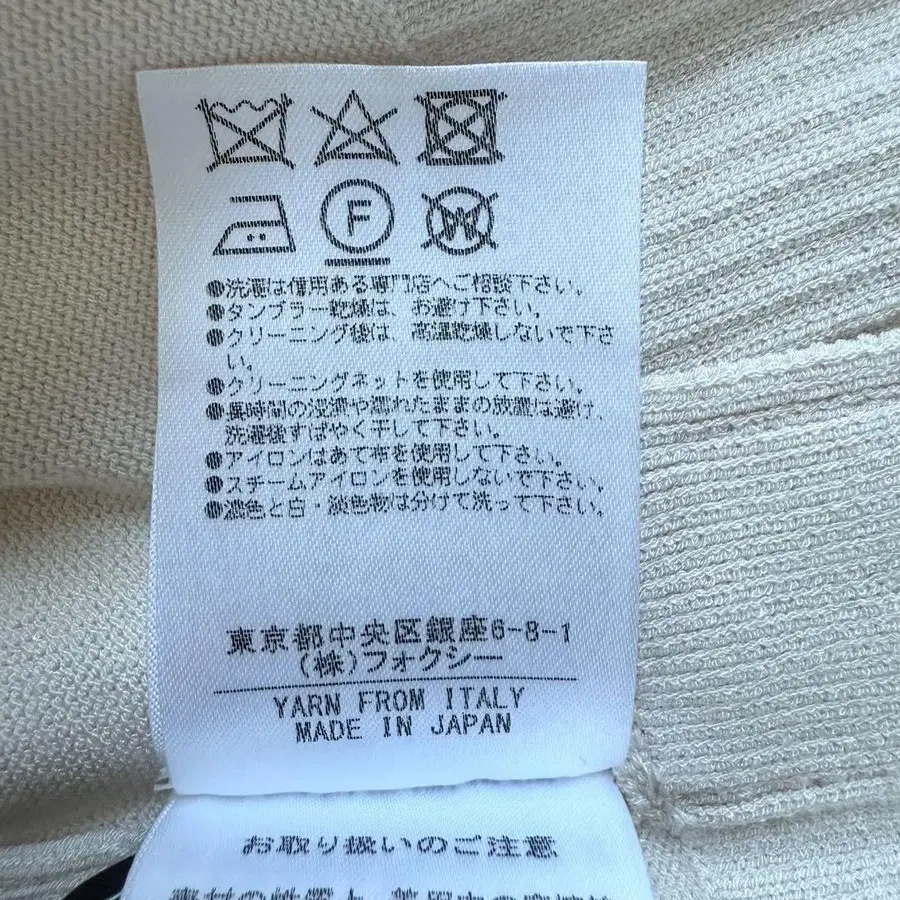 F
W
●洗濯は信用ある専門店へご相談下さい。
●タンブラー乾燥は、お避け下さい。
●クリーニング後は、高温乾燥しないで下さ
い。
●クリーニングネットを使用して下さい。
●長時間の浸漬や濡れたままの放置は避け、
洗濯後すばやく干して下さい。
●アイロンはあて布を使用して下さい。
●スチームアイロンを使用しないで下さい。
●濃色と白・淡色物は分けて洗って下さい。
東京都中央区銀座6-8-1
(株)フォクシー
YARN FROM ITALY
MADE IN JAPAN
お取り扱いのご注意